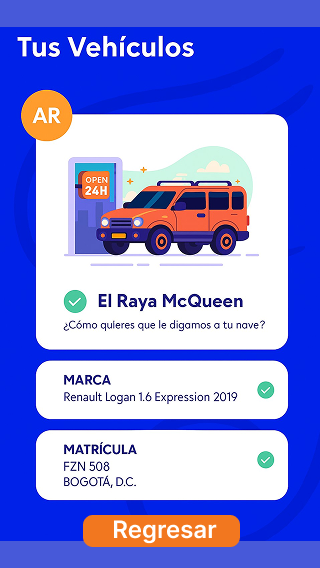 Tus Vehículos
AR
OPEN
24H
El Raya McQueen
¿Cómo quieres que le digamos a tu nave?
MARCA
Renault Logan 1.6 Expression 2019
MATRÍCULA
FZN 508
BOGOTÁ, D.C.
Regresar